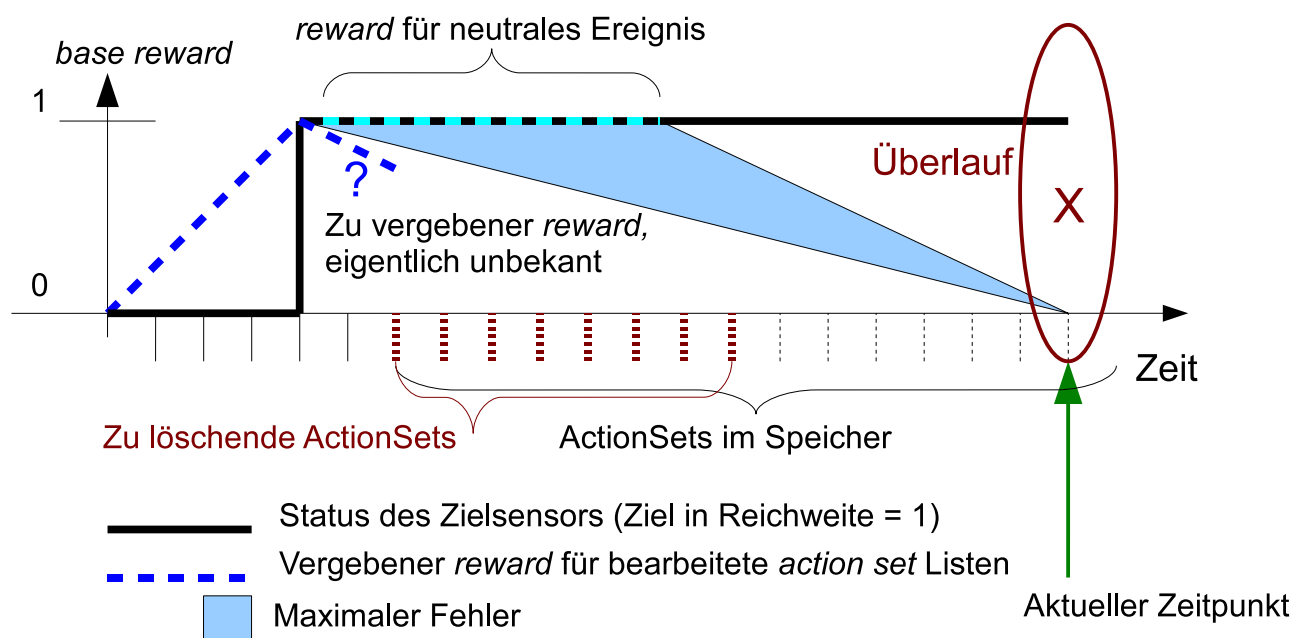 reward für neutrales Ereignis
base reward
1
Überlauf
X
?
Zu vergebener reward,
eigentlich unbekant
0
Zeit
Zu löschende ActionSets
ActionSets im Speicher
Status des Zielsensors (Ziel in Reichweite = 1)
Vergebener reward für bearbeitete action set Listen
Maximaler Fehler
Aktueller Zeitpunkt